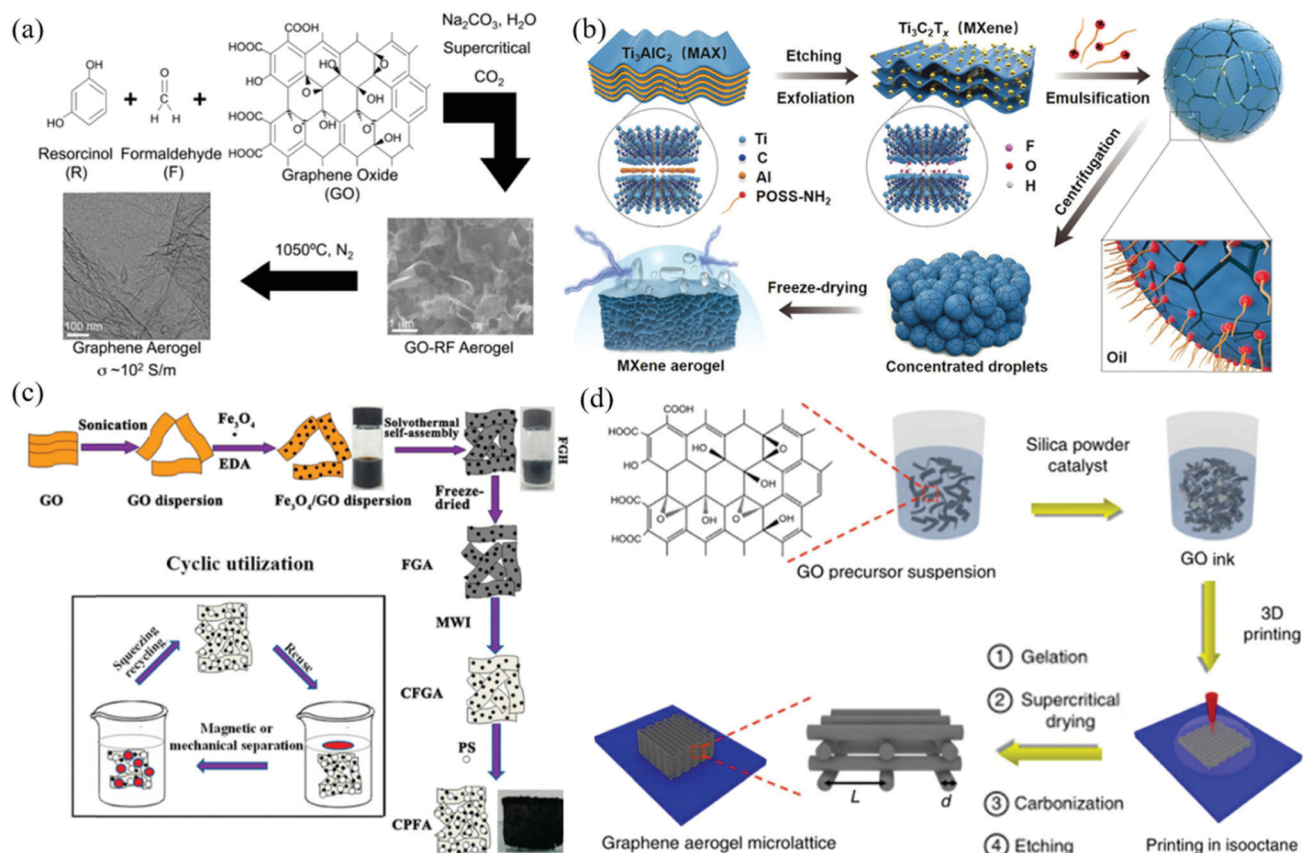 (a)
HO
OH
HO
Resorcinol
(R)
+
O
H H
Formaldehyde
(F)
+
HOOC
HOOC
OH
HO
HO
OH
O
OH
HO
HOOC
HOOC
Graphene Oxide
(GO)
Na₂CO₃, H₂O
Supercritical
CO₂
1 μm
GO-RF Aerogel
1050ºC, N₂
100 nm
Graphene Aerogel
σ ~10² S/m
(b)
Ti₃AlC₂ (MAX)
Etching
Exfoliation
Ti₃C₂Tₓ (MXene)
Emulsification
Ti
C
Al
POSS-NH₂
F
O
H
Centrifugation
Oil
Concentrated droplets
Freeze-drying
MXene aerogel
(c)
GO
Sonication
GO dispersion
Fe₃O₄
EDA
Fe₃O₄/GO dispersion
Solvothermal
self-assembly
FGH
Freeze-
dried
FGA
MWI
CFGA
PS
CPFA
Cyclic utilization
Squeezing
recycling
Reuse
Magnetic or
mechanical separation
(d)
COOH
HOOC
HO
HOOC
HOOC
O
OH
OH
O
OH
OH
O
GO precursor suspension
Silica powder
catalyst
GO ink
3D
printing
Printing in isooctane
1 Gelation
2 Supercritical
drying
3 Carbonization
4 Etching
L
d
Graphene aerogel microlattice